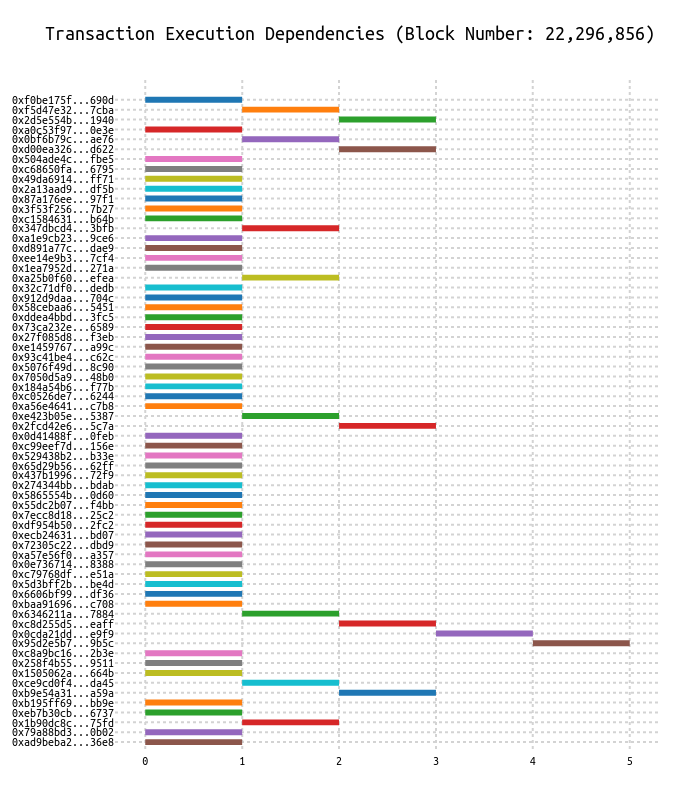 Transaction Execution Dependencies (Block Number: 22,296,856)
0xf0be175f...690d
0xf5d47e32...7cba
0x2d5e554b...1940
0xa0c53f97...0e3e
0x0bf6b79c...ae76
0xd00ea326...d622
0x504ade4c...fbe5
0xc68650fa...6795
0x49da6914...ff71
0x2a13aad9...df5b
0x87a176ee...97f1
0x3f53f256...7b27
0xc1584631...b64b
0x347dbcd4...3bfb
0xa1e9cb23...9ce6
0xd891a77c...dae9
0xee14e9b3...7cf4
0x1ea7952d...271a
0xa25b0f60...efea
0x32c71df0...dedb
0x912d9daa...704c
0x58cebaa6...5451
0xddea4bbd...3fc5
0x73ca232e...6589
0x27f085d8...f3eb
0xe1459767...a99c
0x93c41be4...c62c
0x5076f49d...8c90
0x7050d5a9...48b0
0x184a54b6...f77b
0xc0526de7...6244
0xa56e4641...c7b8
0xe423b05e...5387
0x2fcd42e6...5c7a
0x0d41488f...0feb
0xc99eef7d...156e
0x529438b2...b33e
0x65d29b56...62ff
0x437b1996...72f9
0x274344bb...bdab
0x5865554b...0d60
0x55dc2b07...f4bb
0x7ecc8d18...25c2
0xdf954b50...2fc2
0xecb24631...bd07
0x72305c22...dbd9
0xa57e56f0...a357
0x0e736714...8388
0xc79768df...e51a
0x5d3bff2b...be4d
0x6606bf99...df36
0xbaa91696...c708
0x6346211a...7884
0xc8d255d5...eaff
0x0cda21dd...e9f9
0x95d2e5b7...9b5c
0xc8a9bc16...2b3e
0x258f4b55...9511
0x1505062a...664b
0xce9cd0f4...da45
0xb9e54a31...a59a
0xb195ff69...bb9e
0xeb7b30cb...6737
0x1b90dc8c...75fd
0x79a88bd3...0b02
0xad9beba2...36e8
0 1 2 3 4 5